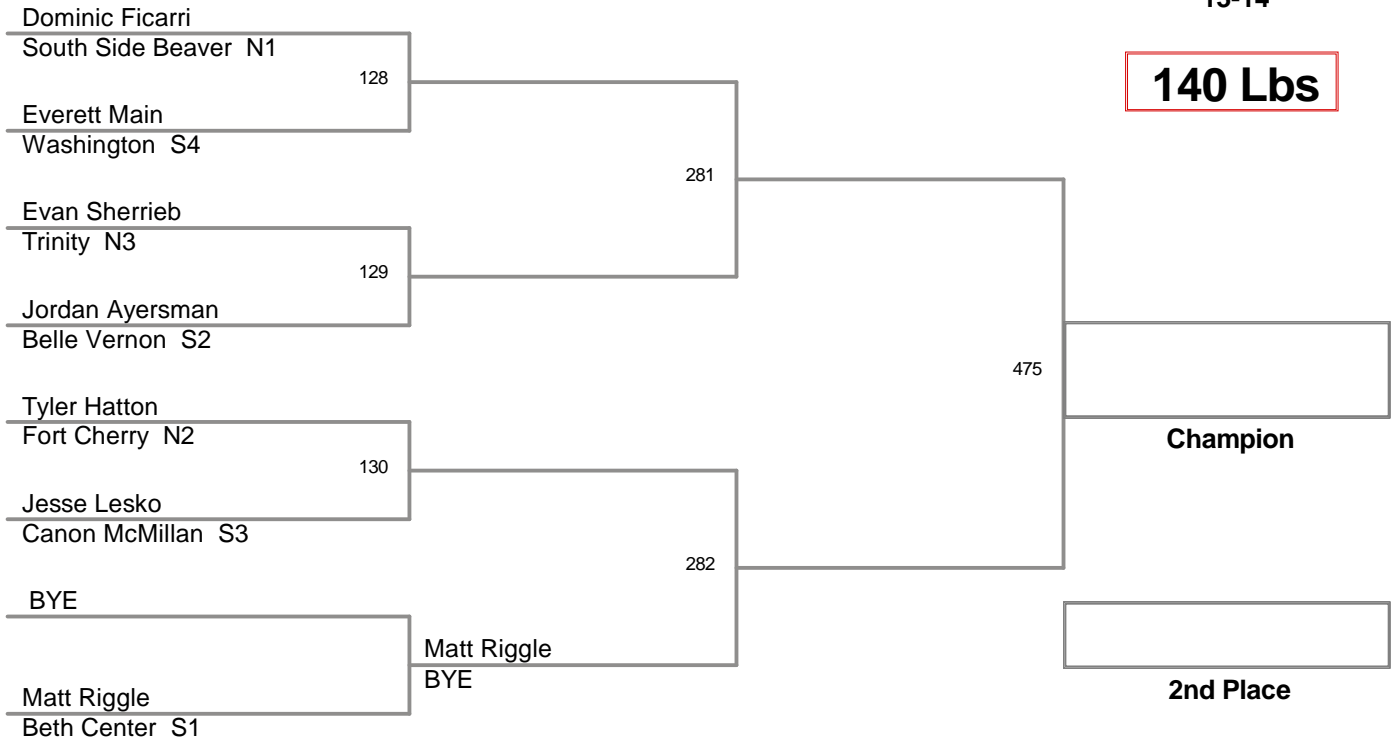 13-14
140 Lbs
Dominic Ficarri
South Side Beaver N1
128
Everett Main
Washington S4
281
Evan Sherrieb
Trinity N3
129
Jordan Ayersman
Belle Vernon S2
475
Champion
Tyler Hatton
Fort Cherry N2
130
Jesse Lesko
Canon McMillan S3
282
BYE
Matt Riggle
BYE
Matt Riggle
Beth Center S1
2nd Place